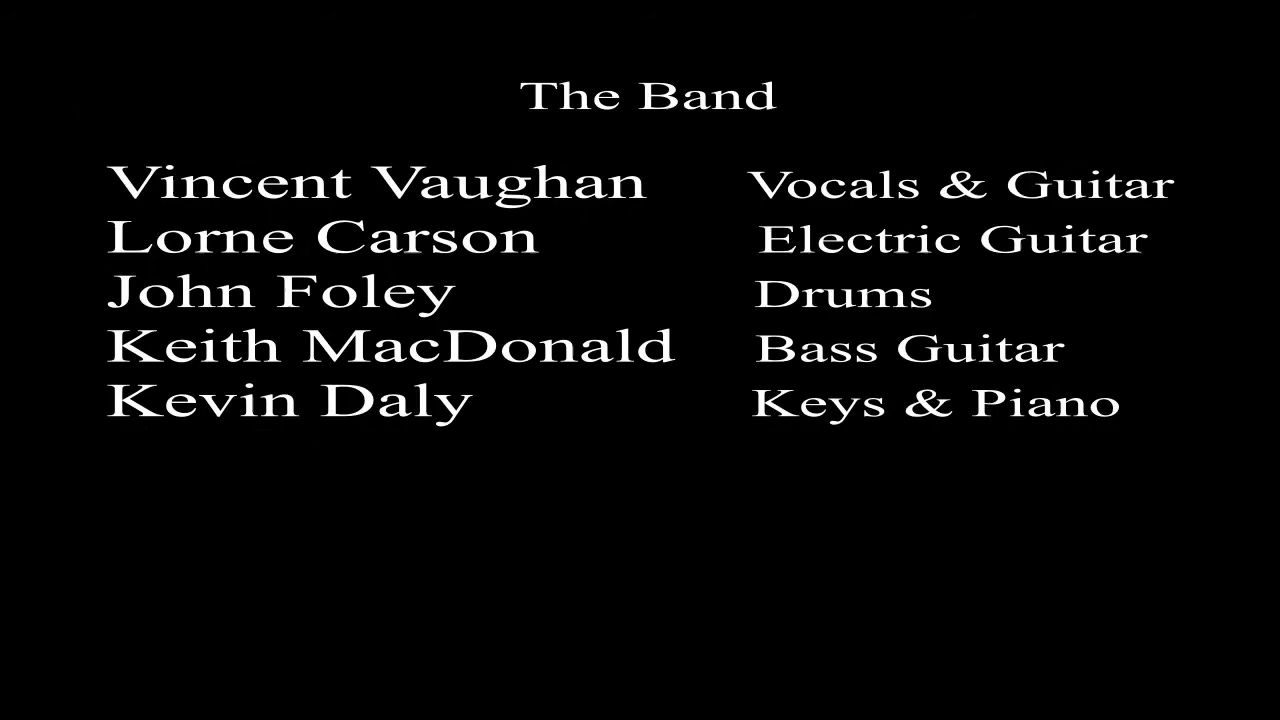 The Band
Vincent Vaughan Vocals & Guitar
Lorne Carson Electric Guitar
John Foley Drums
Keith MacDonald Bass Guitar
Kevin Daly Keys & Piano